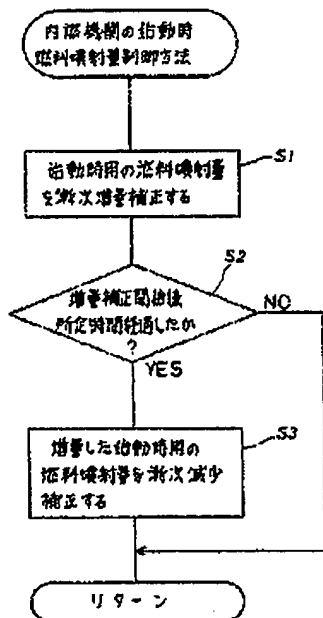 内燃機関の始動時
燃料噴射量制御方法
S1
始動時用の燃料噴射量
を漸次増量補正する
S2
増量補正開始後
所定時間経過したか
?
NO
YES
S3
増量した始動時用の
燃料噴射量を漸次減少
補正する
リターン